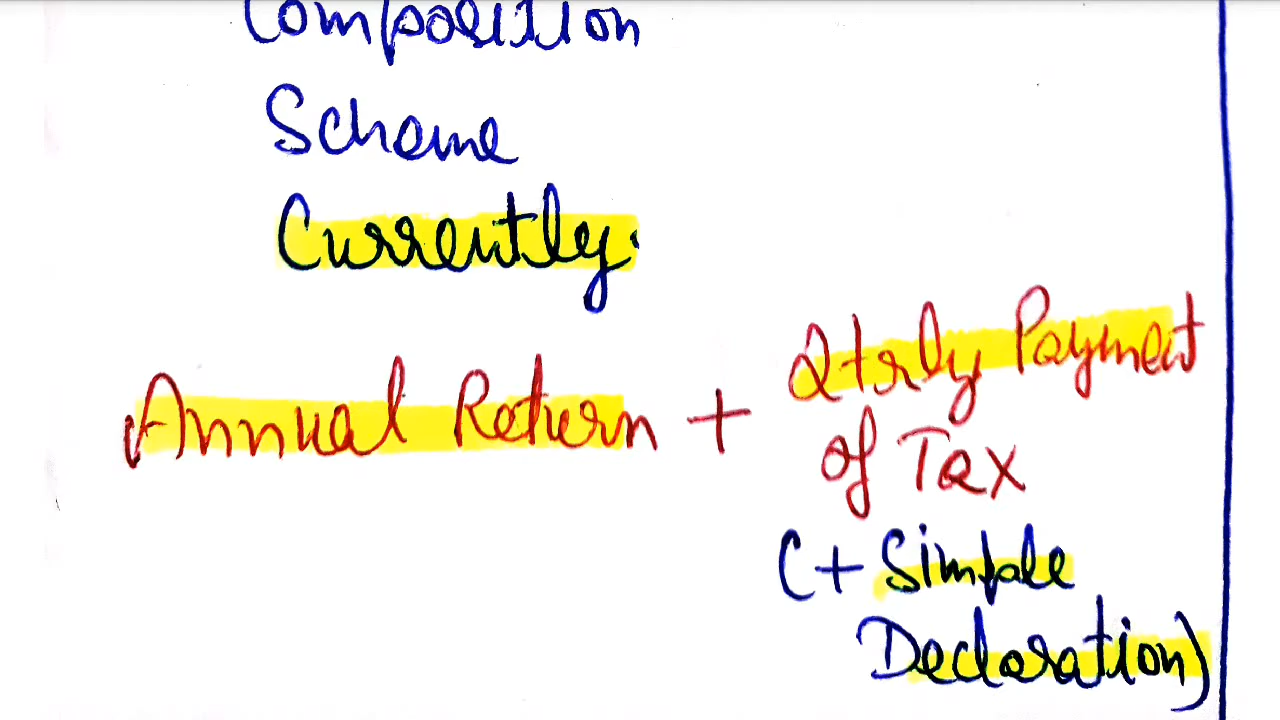 Composition
Scheme
Currently.
Annual Return + Qtrly Payment
of Tax
(+ Simple
Declaration)